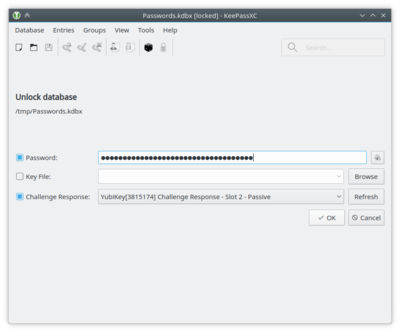 Passwords.kdbx [locked] - KeePassXC
Database Entries Groups View Tools Help
Search...
Unlock database
/tmp/Passwords.kdbx
Password:
Key File: Browse
Challenge Response: YubiKey[3815174] Challenge Response - Slot 2 - Passive Refresh
OK Cancel